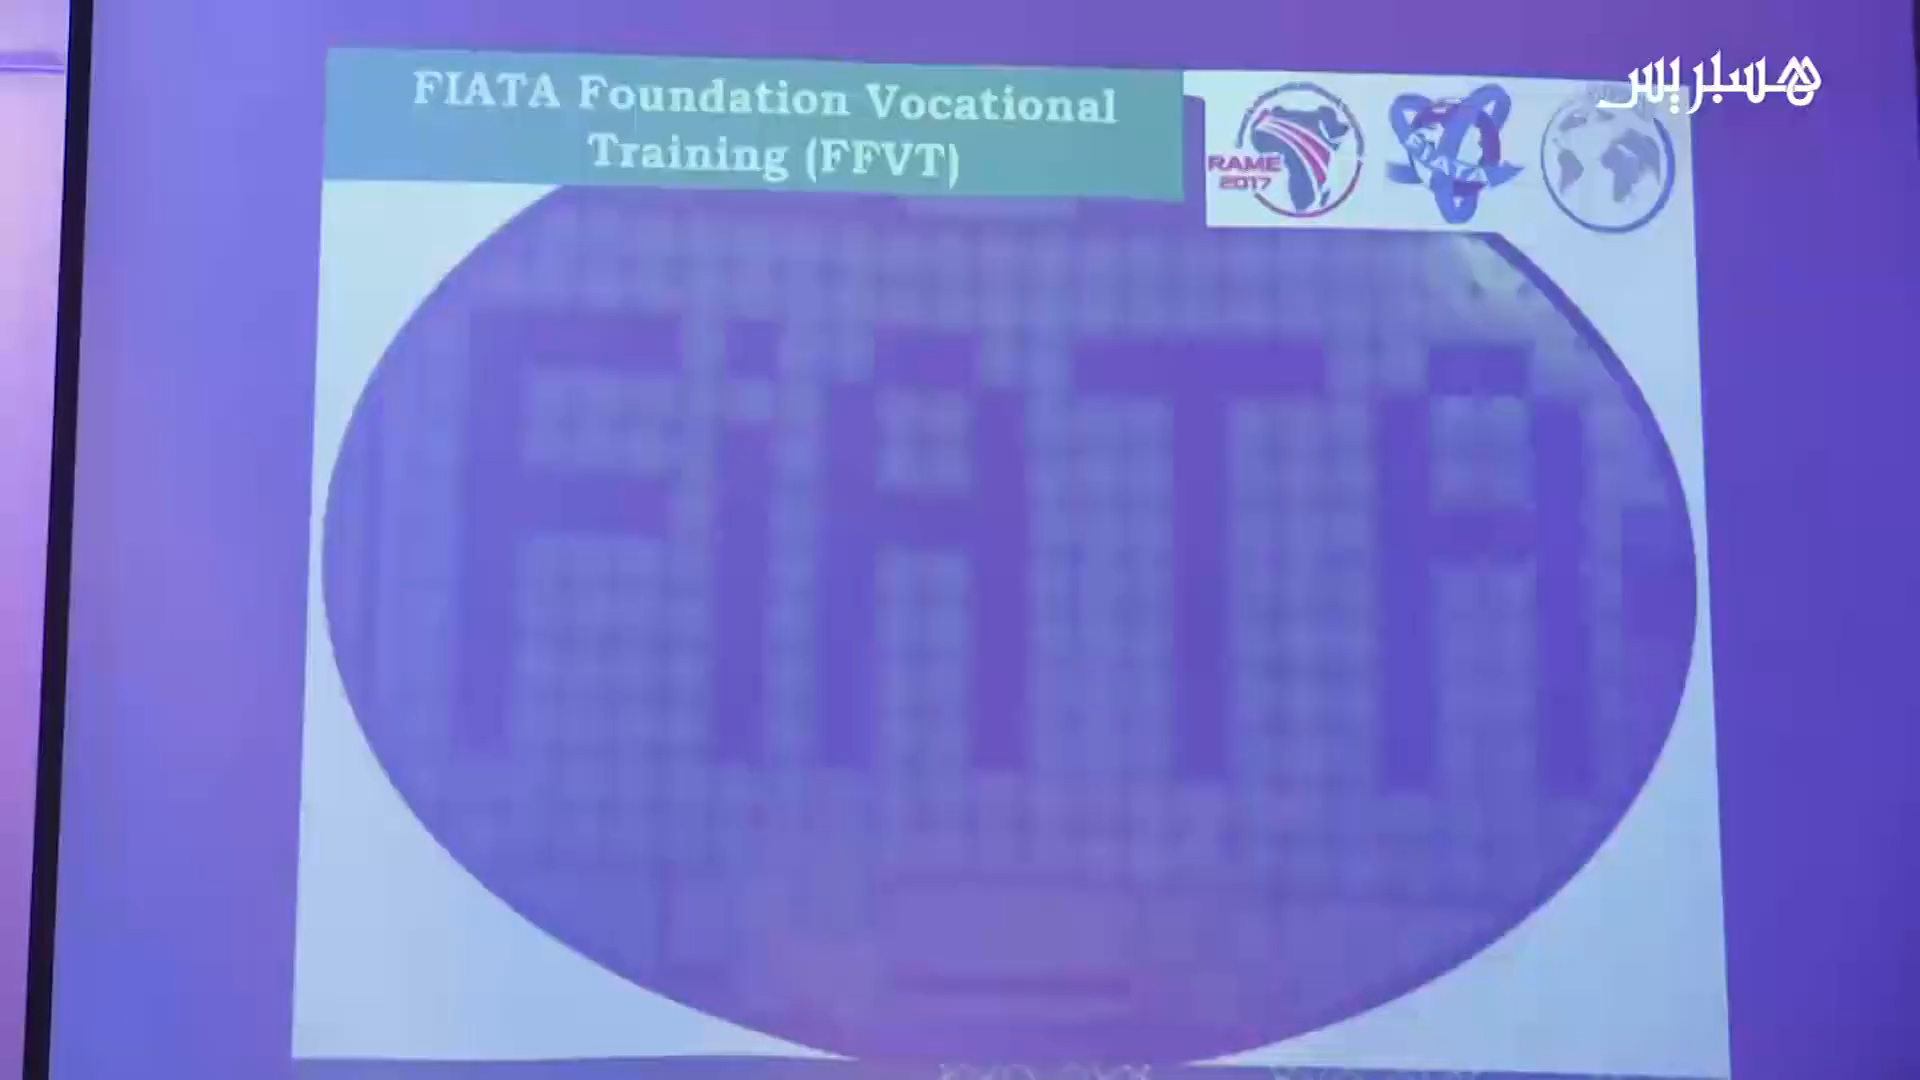 هسبريس
FIATA Foundation Vocational
Training (FFVT)
RAME
2017
FIATA
FIATA